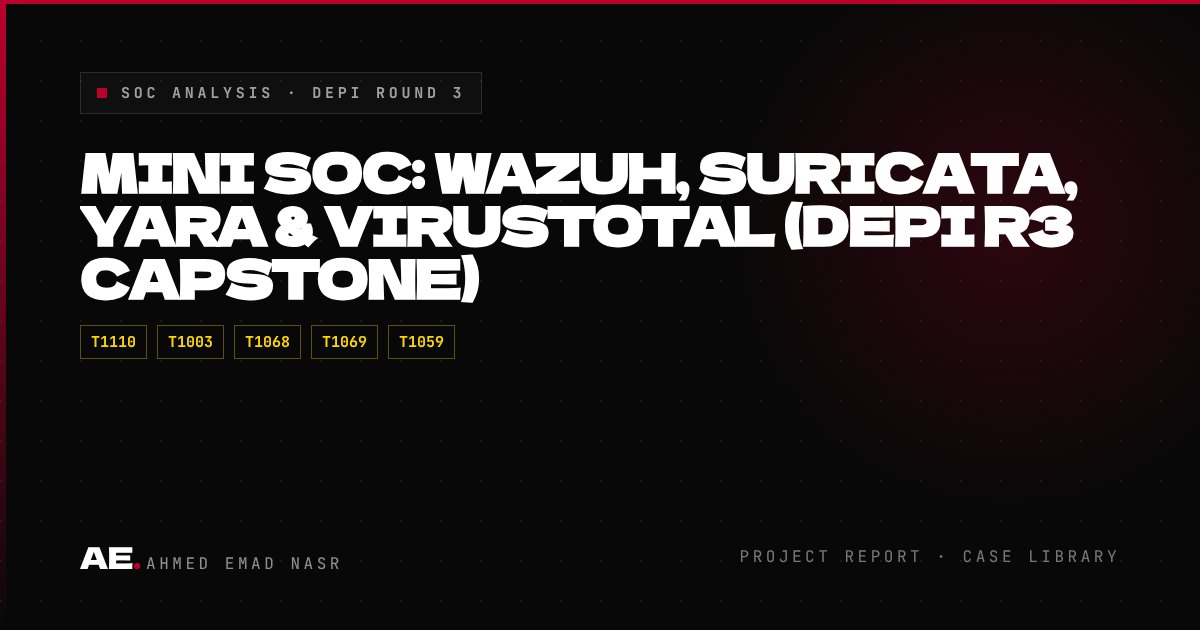 SOC ANALYSIS · DEPI ROUND 3
MINI SOC: WAZUH, SURICATA,
YARA & VIRUSTOTAL (DEPI R3
CAPSTONE)
T1110 T1003 T1068 T1069 T1059
AE. AHMED EMAD NASR
PROJECT REPORT · CASE LIBRARY